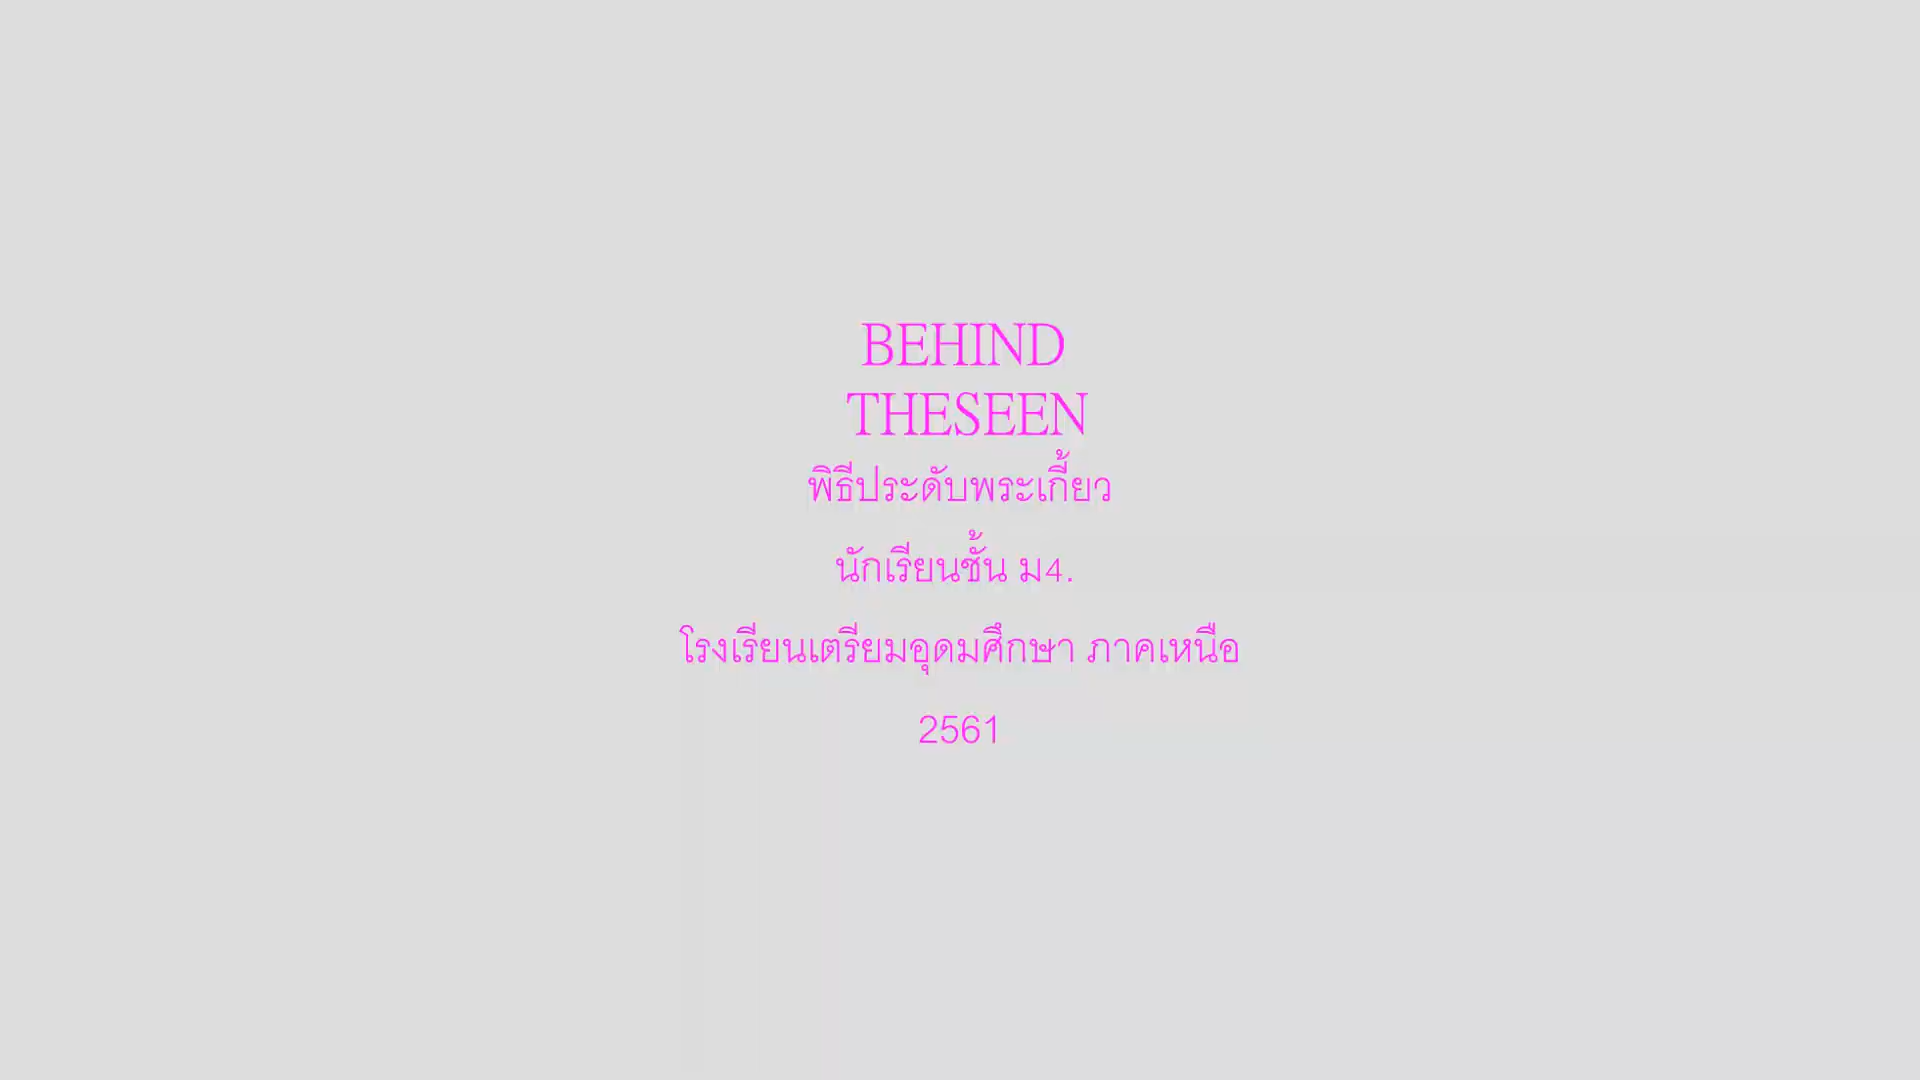 BEHIND
THESEEN
พิธีประดับพระเกี้ยว
นักเรียนชั้น ม4.
โรงเรียนเตรียมอุดมศึกษา ภาคเหนือ
2561